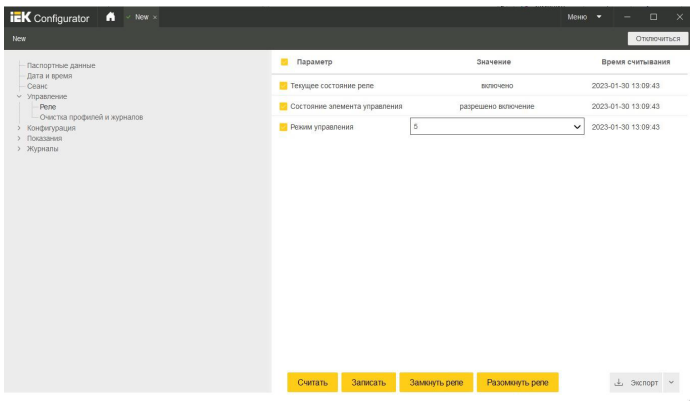 iEK Configurator New × Меню
New Отключиться
Паспортные данные
Дата и время
Сеанс
Управление
Реле
Очистка профилей и журналов
Конфигурация
Показания
Журналы
Параметр Значение Время считывания
Текущее состояние реле включено 2023-01-30 13:09:43
Состояние элемента управления разрешено включение 2023-01-30 13:09:43
Режим управления 5 2023-01-30 13:09:43
Считать Записать Замкнуть реле Разомкнуть реле Экспорт